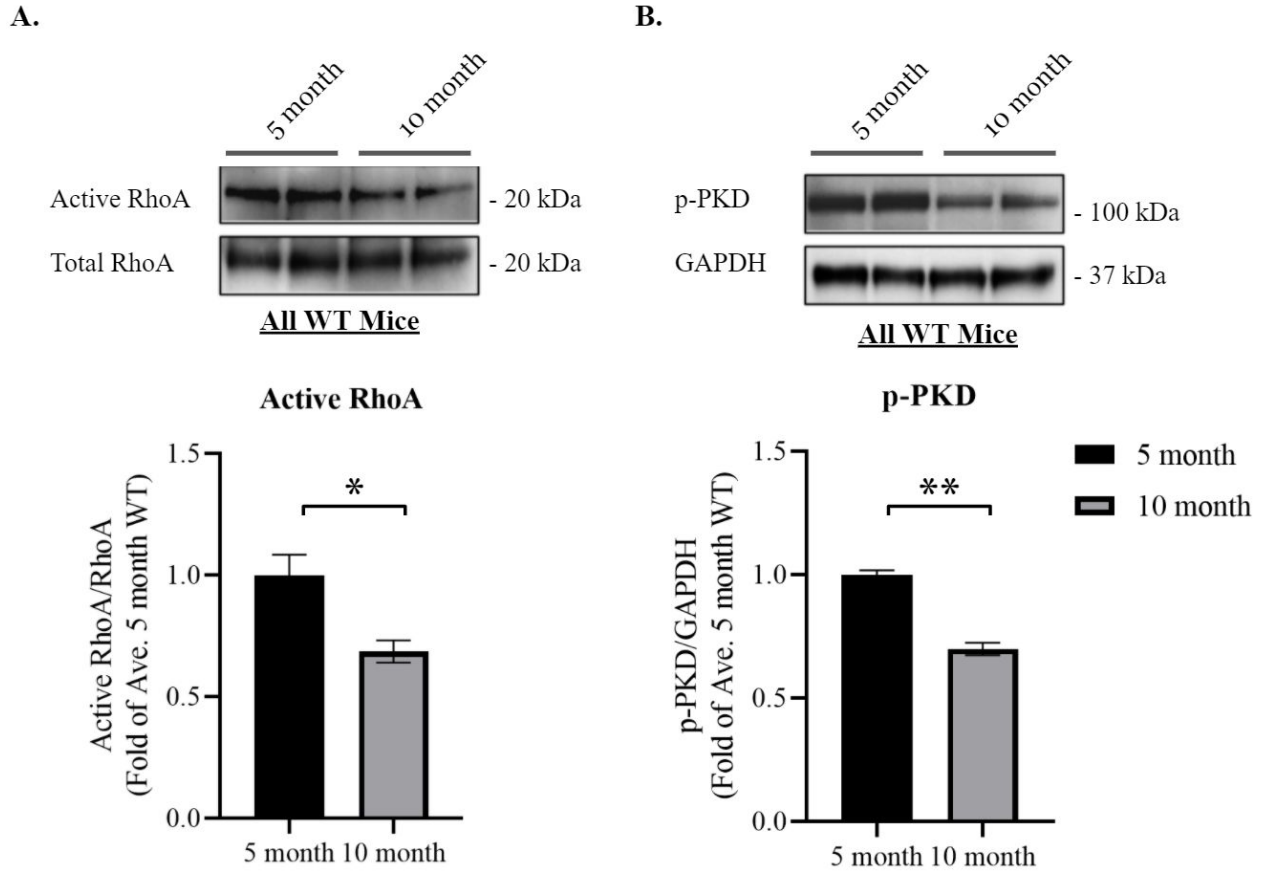 A.
5 month
10 month
Active RhoA
- 20 kDa
Total RhoA
- 20 kDa
All WT Mice
Active RhoA
Active RhoA/RhoA
(Fold of Ave. 5 month WT)
1.5
1.0
0.5
0.0
*
5 month 10 month
B.
5 month
10 month
p-PKD
- 100 kDa
GAPDH
- 37 kDa
All WT Mice
p-PKD
p-PKD/GAPDH
(Fold of Ave. 5 month WT)
1.5
1.0
0.5
0.0
**
5 month 10 month
5 month
10 month